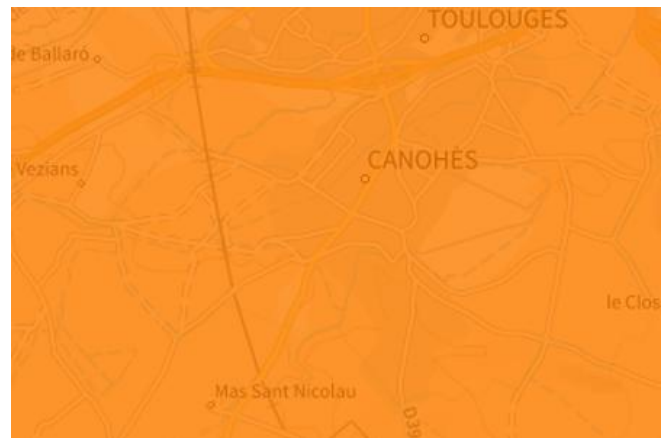 TOULOUGES
de Ballaró
CANOHÈS
Vezians
le Clos
Mas Sant Nicolau
D39